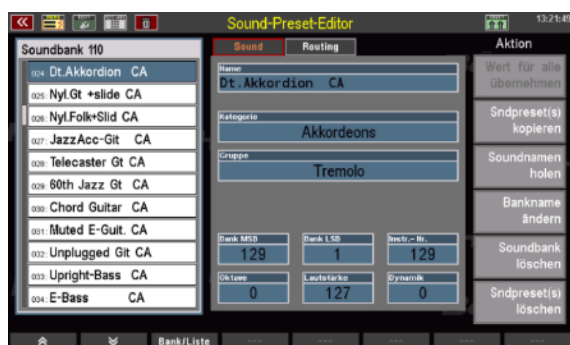 Sound-Preset-Editor
13:21:49
Soundbank 110
024 Dt.Akkordion CA
025 Nyl.Gt +slide CA
026 Nyl.Folk+Slid CA
027 JazzAcc-Git CA
028 Telecaster Gt CA
029 60th Jazz Gt CA
030 Chord Guitar CA
031 Muted E-Guit. CA
032 Unplugged Git CA
033 Upright-Bass CA
034 E-Bass CA
Sound
Routing
Name
Dt.Akkordion CA
Kategorie
Akkordeons
Gruppe
Tremolo
Bank MSB
Bank LSB
Instr.- Nr.
129
1
129
Oktave
Lautstärke
Dynamik
0
127
0
Aktion
Wert für alle
übernehmen
Sndpreset(s)
kopieren
Soundnamen
holen
Bankname
ändern
Soundbank
löschen
Sndpreset(s)
löschen
Bank/Liste
---
---
---
---
---